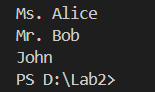 Ms. Alice
Mr. Bob
John
PS D:\Lab2>